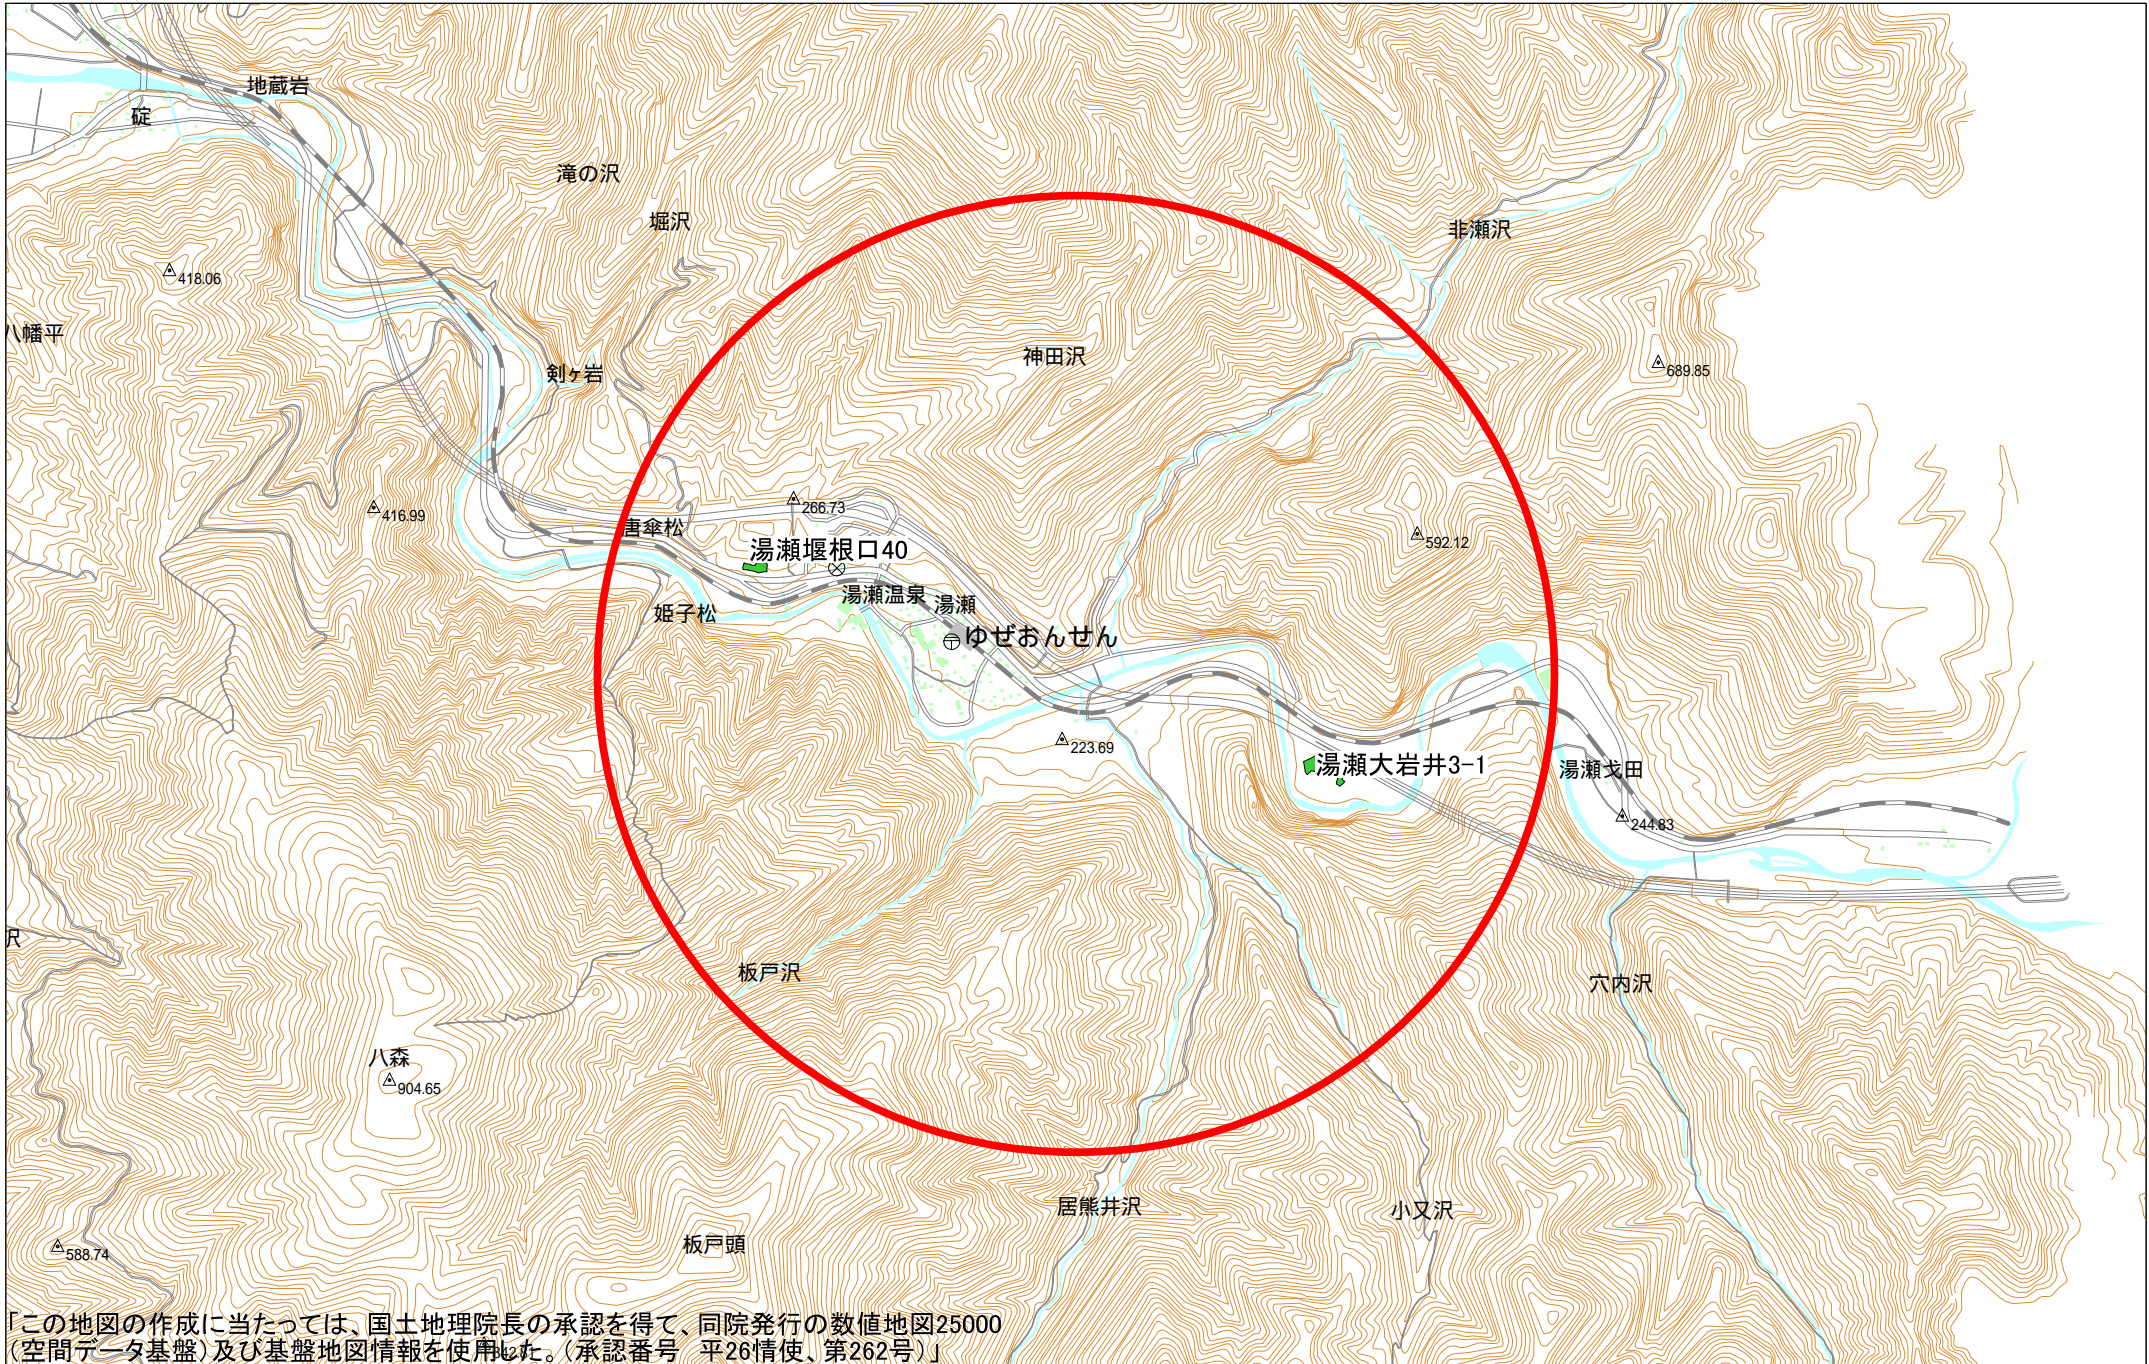 地蔵岩
碇
滝の沢
堀沢
非瀬沢
418.06
八幡平
神田沢
剣ヶ岩
689.85
416.99
266.73
唐傘松
592.12
湯瀬堰根口40
湯瀬温泉
湯瀬
姫子松
ゆぜおんせん
223.69
湯瀬大岩井3-1
湯瀬戈田
244.83
沢
板戸沢
穴内沢
八森
904.65
居熊井沢
小又沢
板戸頭
588.74
「この地図の作成に当たっては、国土地理院長の承認を得て、同院発行の数値地図25000
(空間データ基盤)及び基盤地図情報を使用した。(承認番号 平26情使、第262号)」